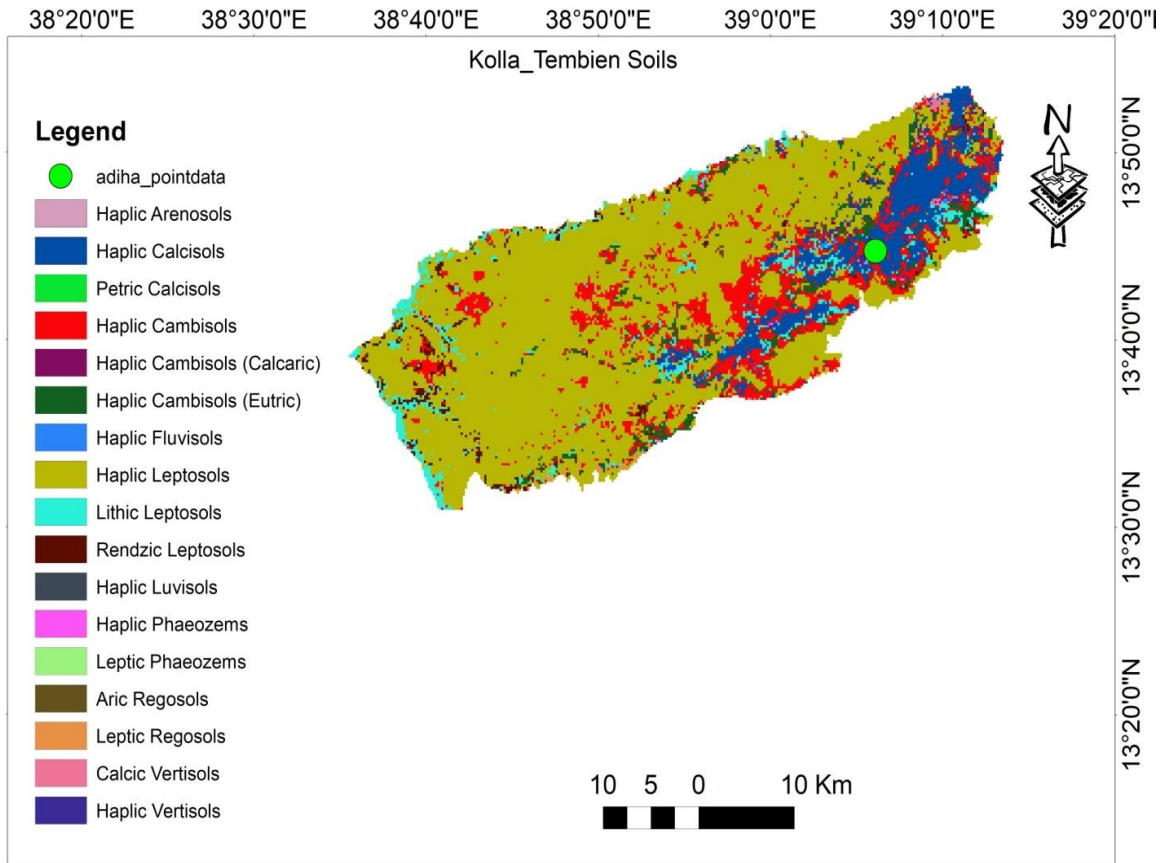 38°20'0"E 38°30'0"E 38°40'0"E 38°50'0"E 39°0'0"E 39°10'0"E 39°20'0"E
Kolla_Tembien Soils
N
Legend
adiha_pointdata
Haplic Arenosols
Haplic Calcisols
Petric Calcisols
Haplic Cambisols
Haplic Cambisols (Calcaric)
Haplic Cambisols (Eutric)
Haplic Fluvisols
Haplic Leptosols
Lithic Leptosols
Rendzic Leptosols
Haplic Luvisols
Haplic Phaeozems
Leptic Phaeozems
Aric Regosols
Leptic Regosols
Calcic Vertisols
Haplic Vertisols
13°50'0"N
13°40'0"N
13°30'0"N
13°20'0"N
10 5 0 10 Km